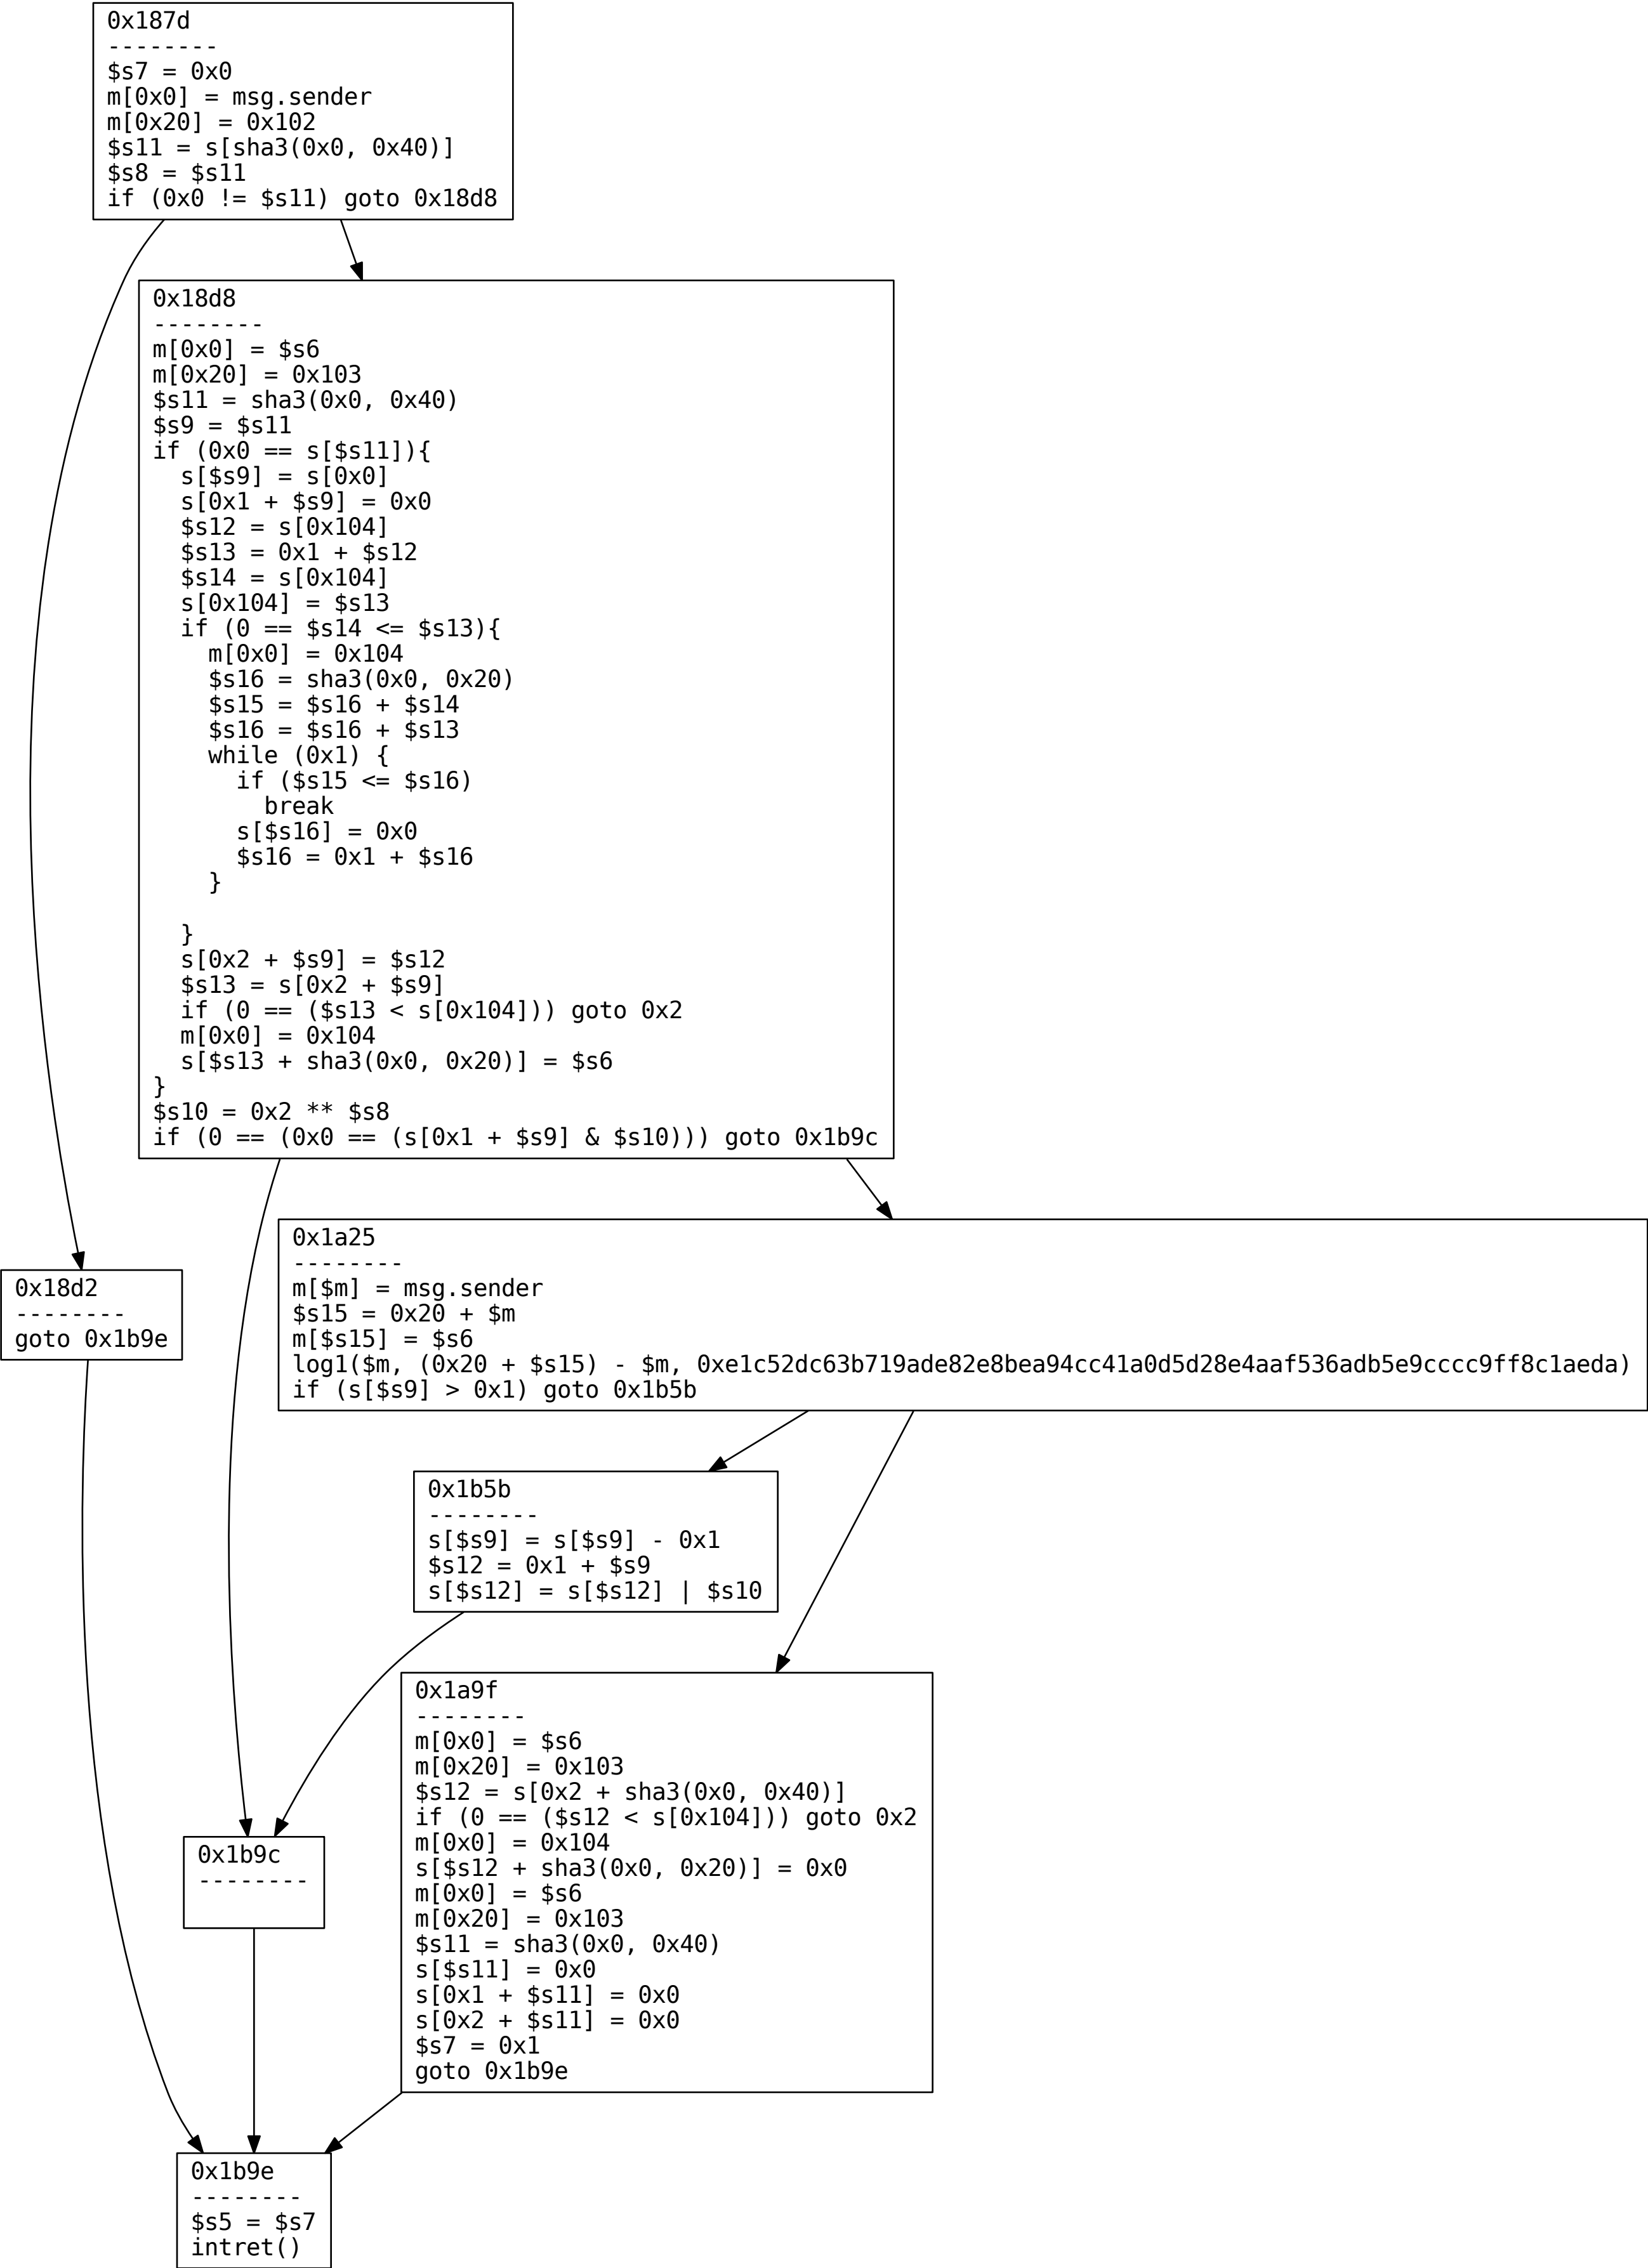 0x187d
--------
$s7 = 0x0
m[0x0] = msg.sender
m[0x20] = 0x102
$s11 = s[sha3(0x0, 0x40)]
$s8 = $s11
if (0x0 != $s11) goto 0x18d8
0x18d8
--------
m[0x0] = $s6
m[0x20] = 0x103
$s11 = sha3(0x0, 0x40)
$s9 = $s11
if (0x0 == s[$s11]){
  s[$s9] = s[0x0]
  s[0x1 + $s9] = 0x0
  $s12 = s[0x104]
  $s13 = 0x1 + $s12
  $s14 = s[0x104]
  s[0x104] = $s13
  if (0 == $s14 <= $s13){
    m[0x0] = 0x104
    $s16 = sha3(0x0, 0x20)
    $s15 = $s16 + $s14
    $s16 = $s16 + $s13
    while (0x1) {
      if ($s15 <= $s16)
        break
      s[$s16] = 0x0
      $s16 = 0x1 + $s16
    }
  }
  s[0x2 + $s9] = $s12
  $s13 = s[0x2 + $s9]
  if (0 == ($s13 < s[0x104])) goto 0x2
  m[0x0] = 0x104
  s[$s13 + sha3(0x0, 0x20)] = $s6
}
$s10 = 0x2 ** $s8
if (0 == (0x0 == (s[0x1 + $s9] & $s10))) goto 0x1b9c
0x18d2
--------
goto 0x1b9e
0x1a25
--------
m[$m] = msg.sender
$s15 = 0x20 + $m
m[$s15] = $s6
log1($m, (0x20 + $s15) - $m, 0xe1c52dc63b719ade82e8bea94cc41a0d5d28e4aaf536adb5e9cccc9ff8c1aeda)
if (s[$s9] > 0x1) goto 0x1b5b
0x1b5b
--------
s[$s9] = s[$s9] - 0x1
$s12 = 0x1 + $s9
s[$s12] = s[$s12] | $s10
0x1a9f
--------
m[0x0] = $s6
m[0x20] = 0x103
$s12 = s[0x2 + sha3(0x0, 0x40)]
if (0 == ($s12 < s[0x104])) goto 0x2
m[0x0] = 0x104
s[$s12 + sha3(0x0, 0x20)] = 0x0
m[0x0] = $s6
m[0x20] = 0x103
$s11 = sha3(0x0, 0x40)
s[$s11] = 0x0
s[0x1 + $s11] = 0x0
s[0x2 + $s11] = 0x0
$s7 = 0x1
goto 0x1b9e
0x1b9c
--------
0x1b9e
--------
$s5 = $s7
intret()